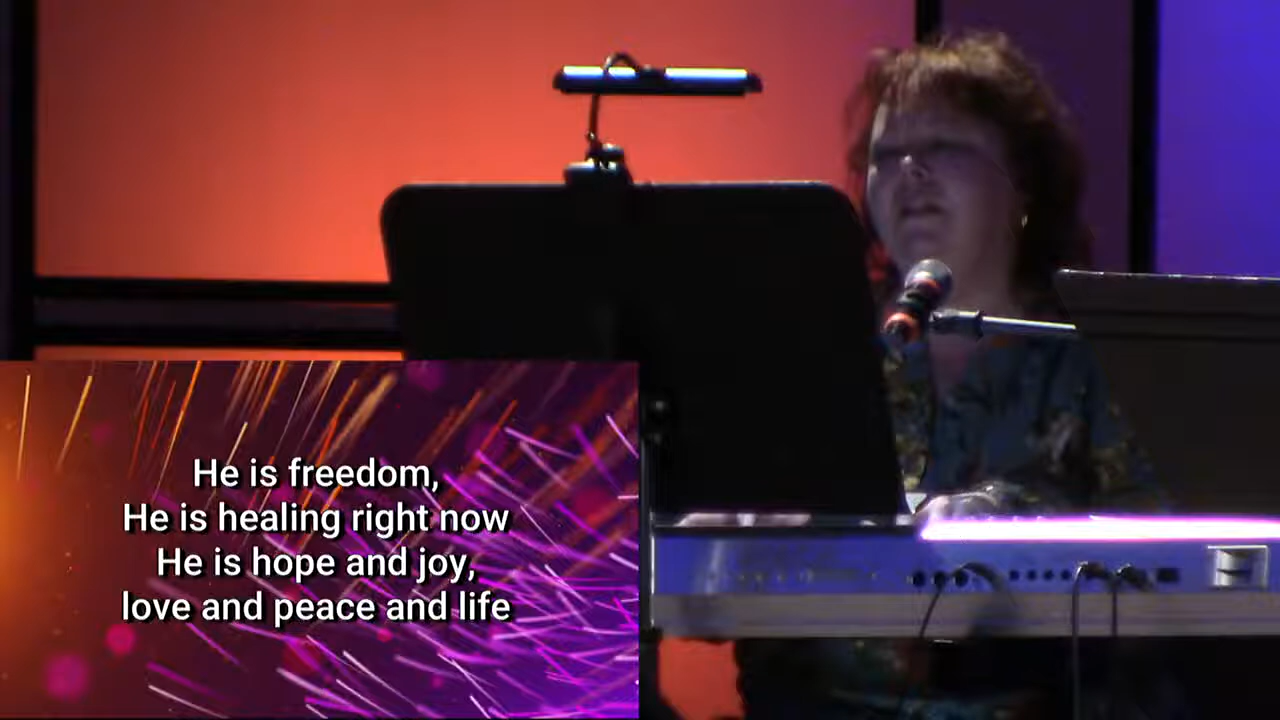 He is freedom,
He is healing right now
He is hope and joy,
love and peace and life